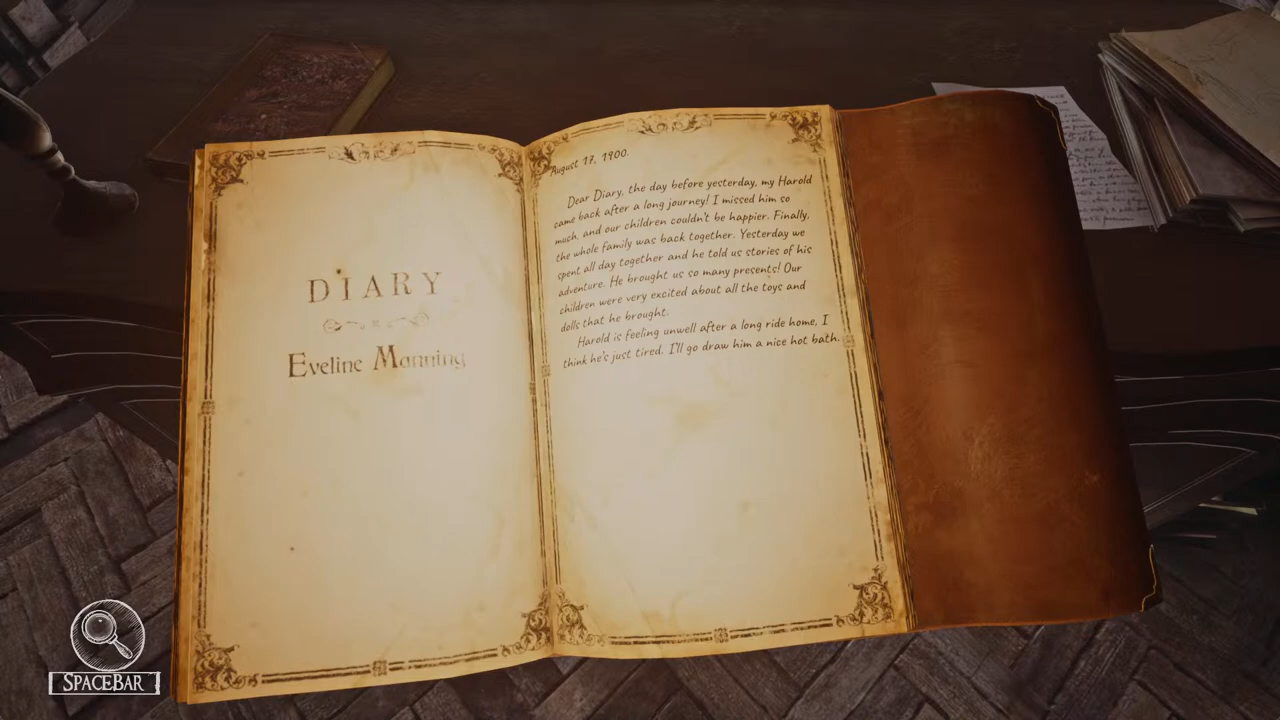 DIARY
Eveline Manning
August 17, 1900.
Dear Diary, the day before yesterday, my Harold
came back after a long journey! I missed him so
much, and our children couldn't be happier. Finally,
the whole family was back together. Yesterday we
spent all day together and he told us stories of his
adventure. He brought us so many presents! Our
children were very excited about all the toys and
dolls that he brought.
Harold is feeling unwell after a long ride home, I
think he's just tired. I'll go draw him a nice hot bath.
SPACEBAR